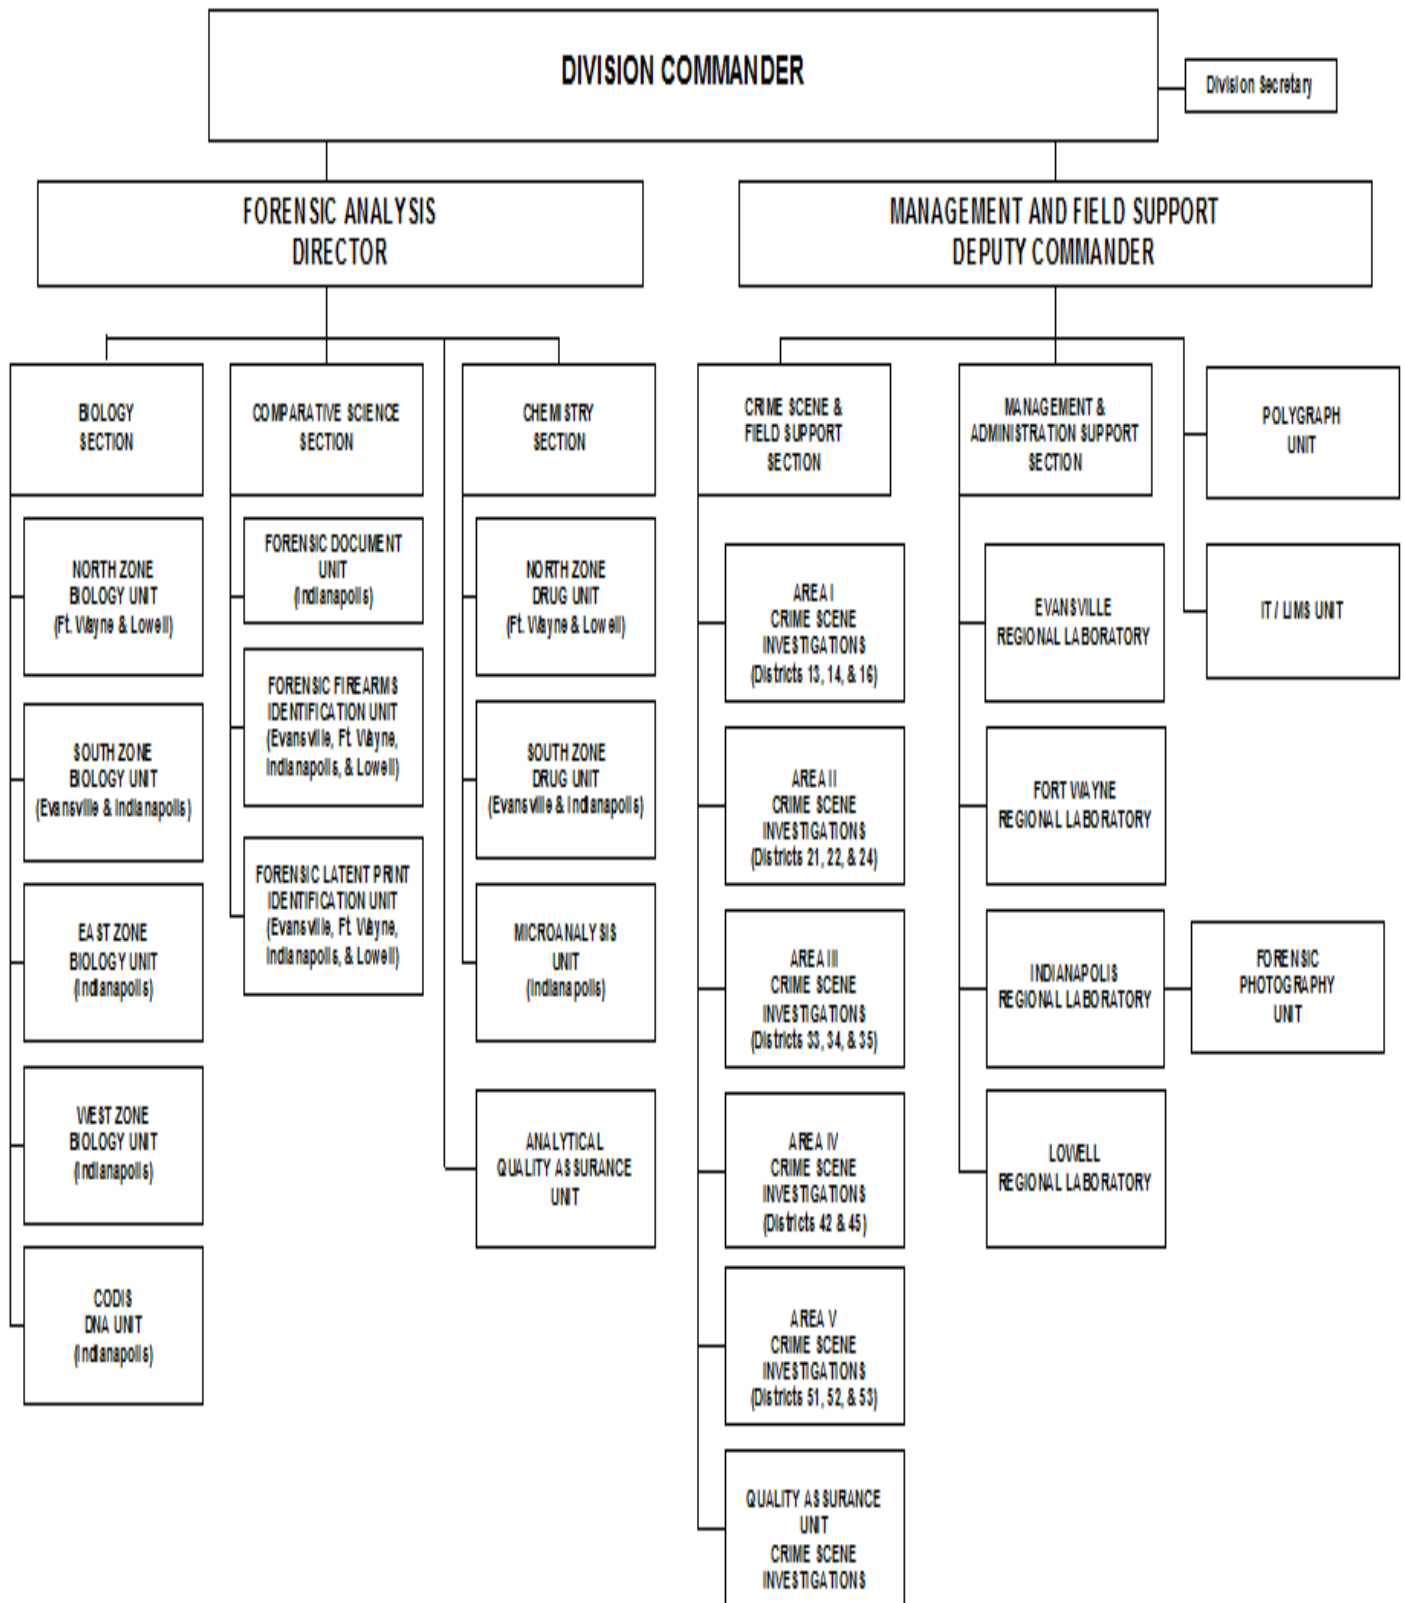 DIVISION COMMANDER
Division Secretary
FORENSIC ANALYSIS
DIRECTOR
MANAGEMENT AND FIELD SUPPORT
DEPUTY COMMANDER
BIOLOGY
SECTION
COMPARATIVE SCIENCE
SECTION
CHEMISTRY
SECTION
CRIME SCENE &
FIELD SUPPORT
SECTION
MANAGEMENT &
ADMINISTRATION SUPPORT
SECTION
POLYGRAPH
UNIT
NORTH ZONE
BIOLOGY UNIT
(Ft. Wayne & Lowell)
SOUTH ZONE
BIOLOGY UNIT
(Evansville & Indianapolis)
EAST ZONE
BIOLOGY UNIT
(Indianapolis)
WEST ZONE
BIOLOGY UNIT
(Indianapolis)
CODIS
DNA UNIT
(Indianapolis)
FORENSIC DOCUMENT
UNIT
(Indianapolis)
FORENSIC FIREARMS
IDENTIFICATION UNIT
(Evansville, Ft. Wayne,
Indianapolis, & Lowell)
FORENSIC LATENT PRINT
IDENTIFICATION UNIT
(Evansville, Ft. Wayne,
Indianapolis, & Lowell)
NORTH ZONE
DRUG UNIT
(Ft. Wayne & Lowell)
SOUTH ZONE
DRUG UNIT
(Evansville & Indianapolis)
MICROANALYSIS
UNIT
(Indianapolis)
ANALYTICAL
QUALITY ASSURANCE
UNIT
AREA I
CRIME SCENE
INVESTIGATIONS
(Districts 13, 14, & 16)
AREA II
CRIME SCENE
INVESTIGATIONS
(Districts 21, 22, & 24)
AREA III
CRIME SCENE
INVESTIGATIONS
(Districts 33, 34, & 35)
AREA IV
CRIME SCENE
INVESTIGATIONS
(Districts 42 & 45)
AREA V
CRIME SCENE
INVESTIGATIONS
(Districts 51, 52, & 53)
QUALITY ASSURANCE
UNIT
CRIME SCENE
INVESTIGATIONS
EVANSVILLE
REGIONAL LABORATORY
FORT WAYNE
REGIONAL LABORATORY
INDIANAPOLIS
REGIONAL LABORATORY
LOWELL
REGIONAL LABORATORY
IT / LIMS UNIT
FORENSIC
PHOTOGRAPHY
UNIT